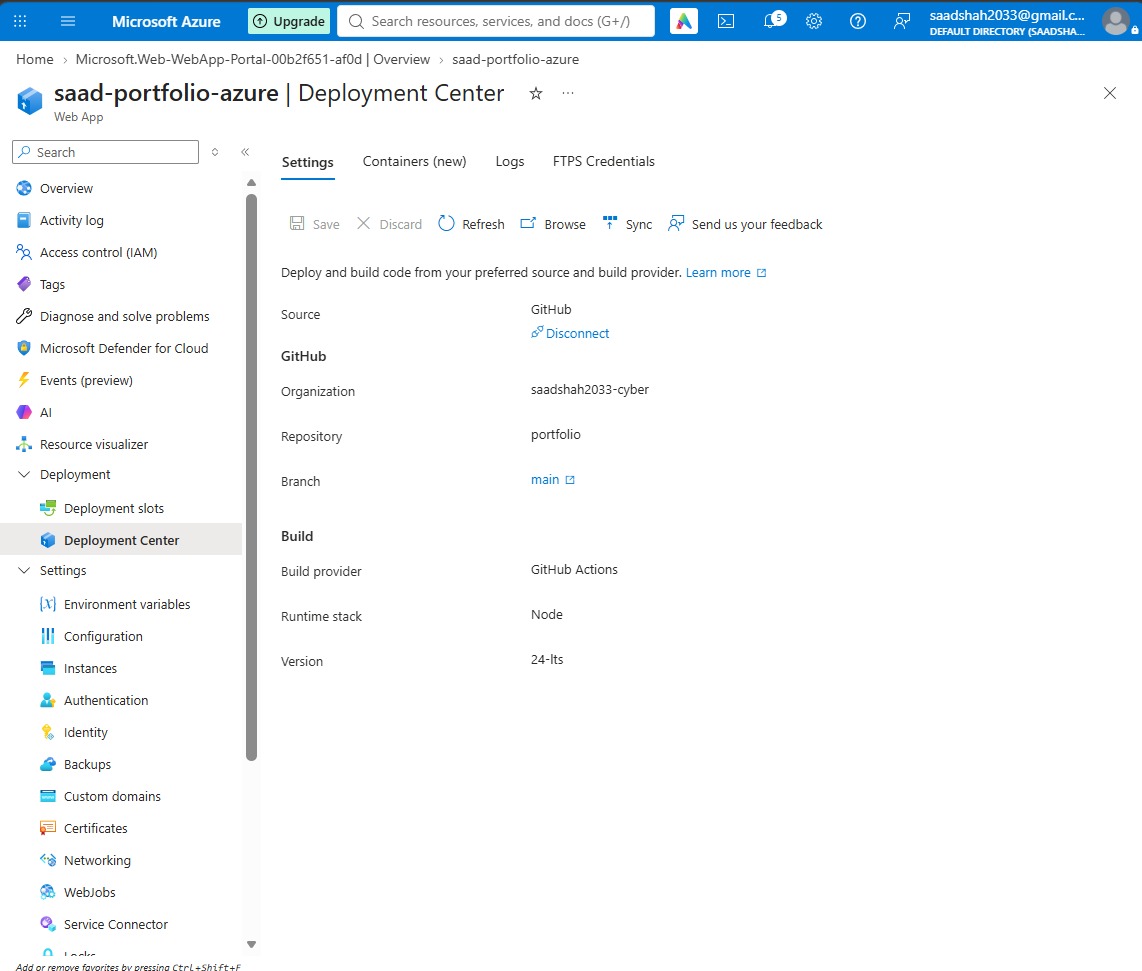 Microsoft Azure
Upgrade
Search resources, services, and docs (G+/)
5
saadshah2033@gmail.c...
DEFAULT DIRECTORY (SAADSHA...
Home › Microsoft.Web-WebApp-Portal-00b2f651-af0d | Overview › saad-portfolio-azure
saad-portfolio-azure | Deployment Center
Web App
Search
Overview
Activity log
Access control (IAM)
Tags
Diagnose and solve problems
Microsoft Defender for Cloud
Events (preview)
AI
Resource visualizer
Deployment
Deployment slots
Deployment Center
Settings
Environment variables
Configuration
Instances
Authentication
Identity
Backups
Custom domains
Certificates
Networking
WebJobs
Service Connector
Locks
Add or remove favorites by pressing Ctrl+Shift+F
Settings Containers (new) Logs FTPS Credentials
Save Discard Refresh Browse Sync Send us your feedback
Deploy and build code from your preferred source and build provider. Learn more
Source GitHub
Disconnect
GitHub
Organization saadshah2033-cyber
Repository portfolio
Branch main
Build
Build provider GitHub Actions
Runtime stack Node
Version 24-lts